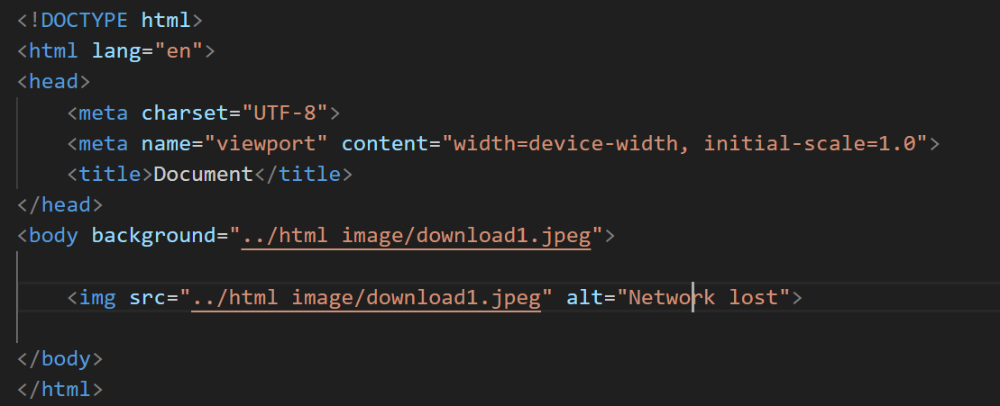 <!DOCTYPE html>
<html lang="en">
<head>
    <meta charset="UTF-8">
    <meta name="viewport" content="width=device-width, initial-scale=1.0">
    <title>Document</title>
</head>
<body background="../html image/download1.jpeg">
    <img src="../html image/download1.jpeg" alt="Network lost">
</body>
</html>